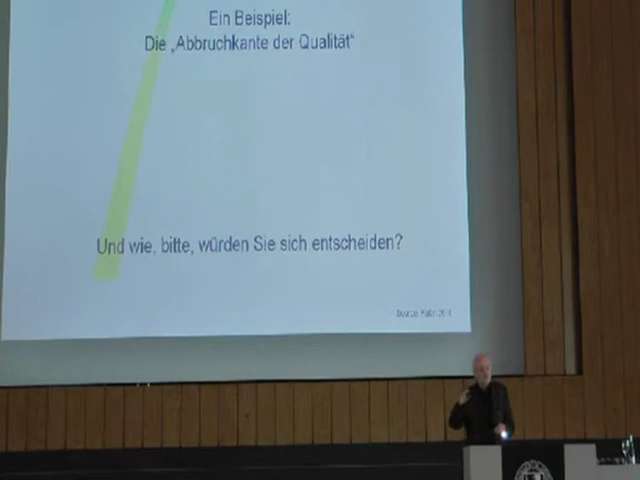 Ein Beispiel:
Die „Abbruchkante der Qualität“
Und wie, bitte, würden Sie sich entscheiden?